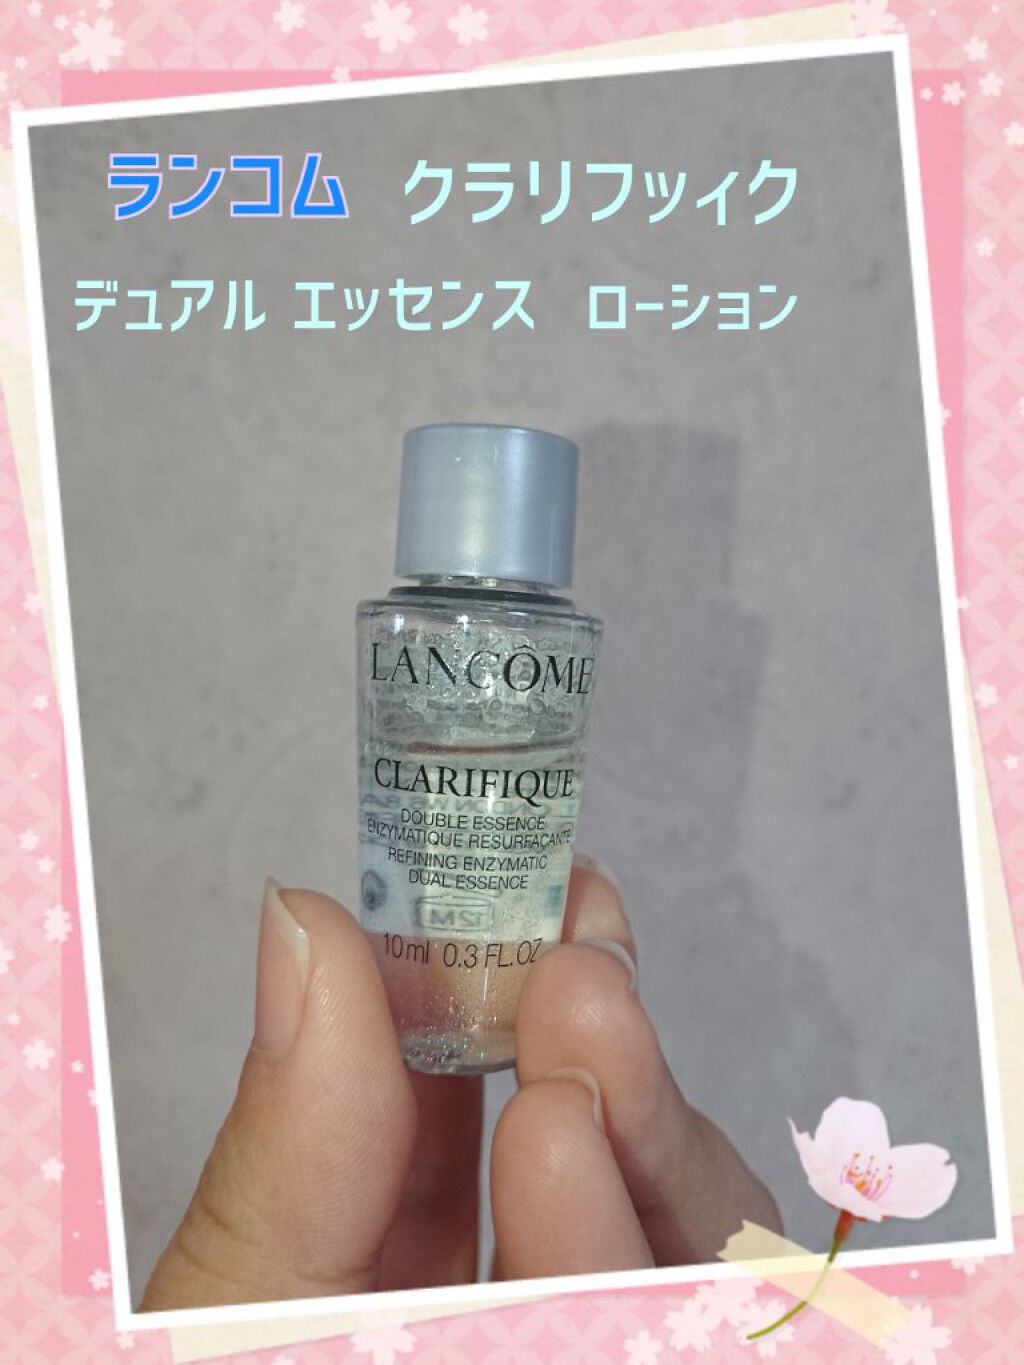 ランコム クラリフッィク
デュアル エッセンス ローション
LANCÔME
CLARIFIQUE
DOUBLE ESSENCE
ENZYMATIQUE RESURFAÇANTE
REFINING ENZYMATIC
DUAL ESSENCE
12M
10ml 0.3 FL.OZ